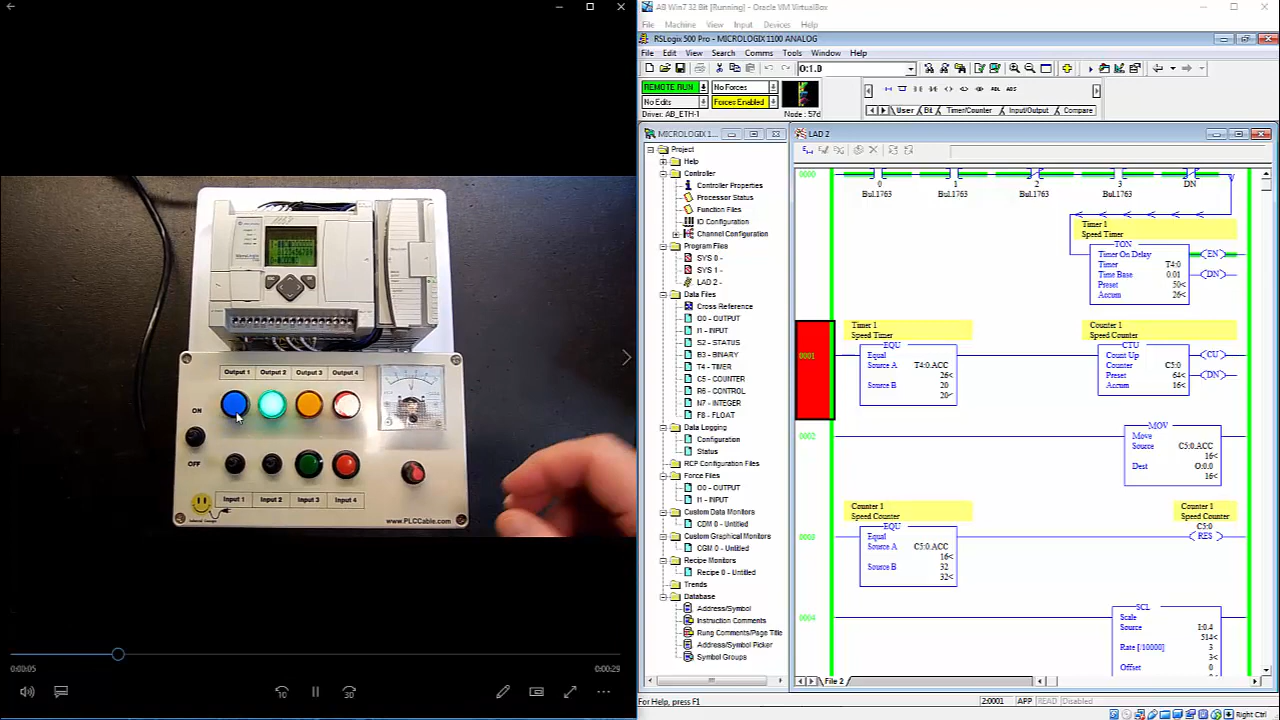 Output 1
Output 2
Output 3
Output 4
ON
OFF
Input 1
Input 2
Input 3
Input 4
www.PLCCable.com
0:00:05
0:00:29
10
30
AB Win7 32 Bit [Running] - Oracle VM VirtualBox
File Machine View Input Devices Help
RSLogix 500 Pro - MICROLOGIX 1100 ANALOG
File Edit View Search Comms Tools Window Help
O:1.0
REMOTE RUN
No Forces
No Edits
Forces Enabled
Driver: AB_ETH-1
Node : 57d
User
Bit
Timer/Counter
Input/Output
Compare
MICROLOGIX 1...
Project
Help
Controller
Controller Properties
Processor Status
Function Files
IO Configuration
Channel Configuration
Program Files
SYS 0 -
SYS 1 -
LAD 2 -
Data Files
Cross Reference
O0 - OUTPUT
I1 - INPUT
S2 - STATUS
B3 - BINARY
T4 - TIMER
C5 - COUNTER
R6 - CONTROL
N7 - INTEGER
F8 - FLOAT
Data Logging
Configuration
Status
RCP Configuration Files
Force Files
O0 - OUTPUT
I1 - INPUT
Custom Data Monitors
CDM 0 - Untitled
Custom Graphical Monitors
CGM 0 - Untitled
Recipe Monitors
Recipe 0 - Untitled
Trends
Database
Address/Symbol
Instruction Comments
Rung Comments/Page Title
Address/Symbol Picker
Symbol Groups
LAD 2
0000
DN
Bul.1763
Bul.1763
Bul.1763
Bul.1763
Timer 1
Speed Timer
TON
Timer On Delay
Timer T4:0
Time Base 0.01
Preset 50<
Accum 26<
EN
DN
0001
Timer 1
Speed Timer
EQU
Equal
Source A T4:0.ACC
26<
Source B 20
20<
Counter 1
Speed Counter
CTU
Count Up
Counter C5:0
Preset 64<
Accum 16<
CU
DN
0002
MOV
Move
Source C5:0.ACC
16<
Dest O:0.0
16<
0003
Counter 1
Speed Counter
EQU
Equal
Source A C5:0.ACC
16<
Source B 32
32<
Counter 1
Speed Counter
C5:0
RES
0004
SCL
Scale
Source I:0.4
514<
Rate [/10000] 3
3<
Offset 0
File 2
For Help, press F1
2:0001
APP
READ
Disabled
Right Ctrl